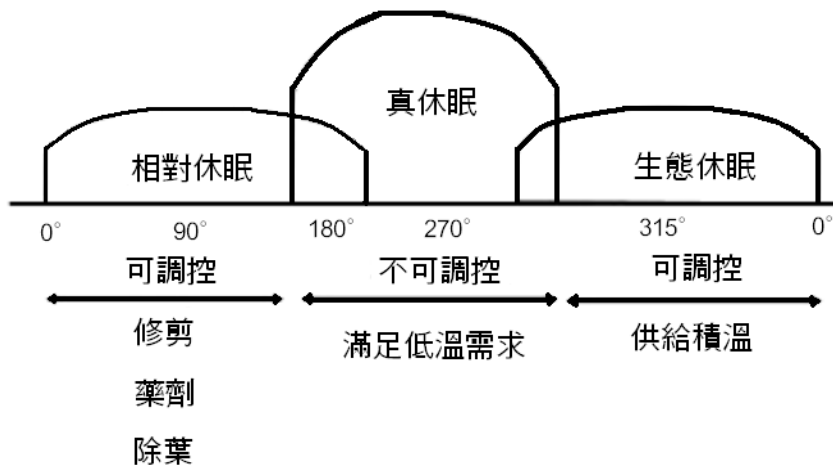 真休眠
相對休眠
生態休眠
0° 90° 180° 270° 315° 0°
可調控 不可調控 可調控
修剪 滿足低溫需求 供給積溫
藥劑
除葉